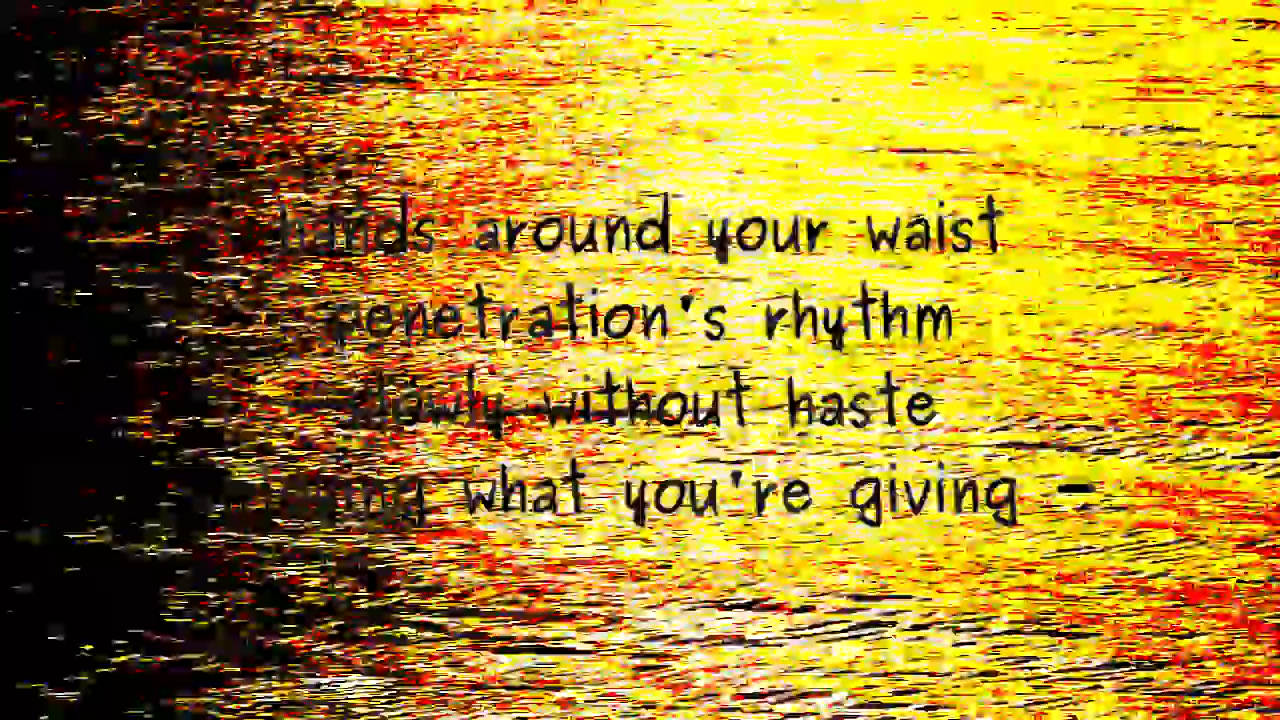 hands around your waist
penetration's rhythm
slowly without haste
what you're giving -